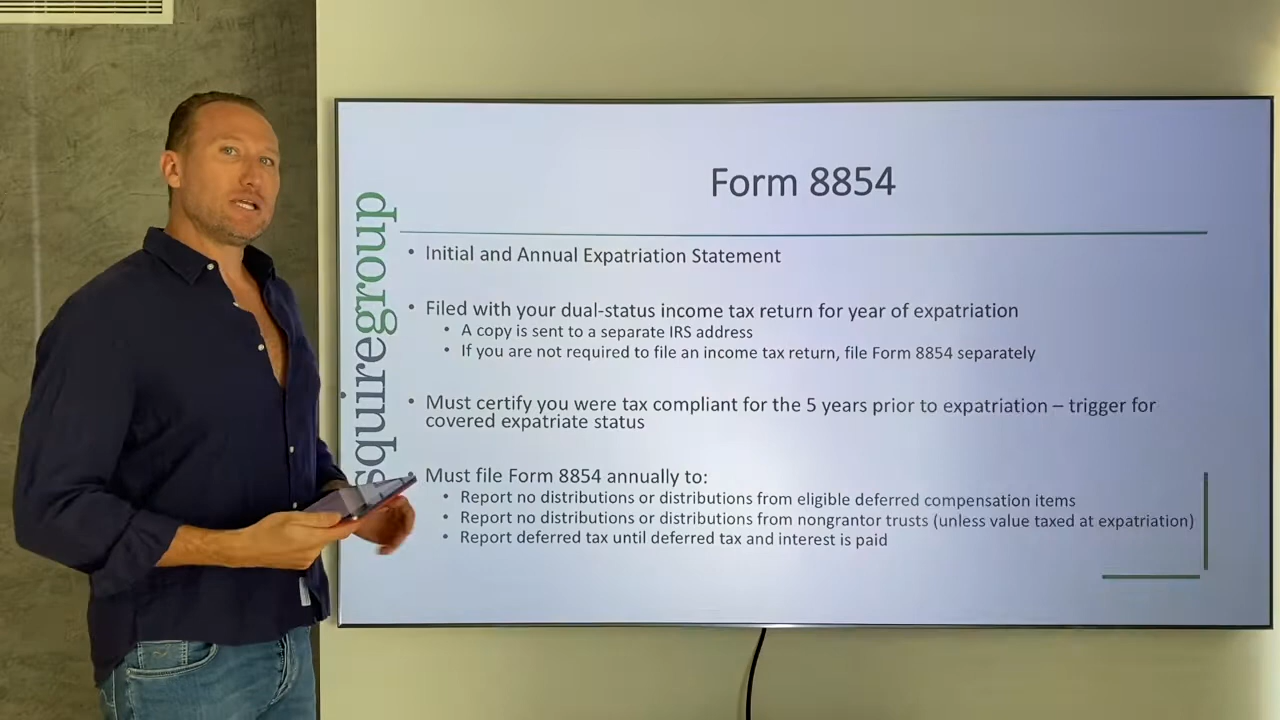 Form 8854
squiregroup
• Initial and Annual Expatriation Statement
• Filed with your dual-status income tax return for year of expatriation
• A copy is sent to a separate IRS address
• If you are not required to file an income tax return, file Form 8854 separately
• Must certify you were tax compliant for the 5 years prior to expatriation – trigger for
covered expatriate status
• Must file Form 8854 annually to:
• Report no distributions or distributions from eligible deferred compensation items
• Report no distributions or distributions from nongrantor trusts (unless value taxed at expatriation)
• Report deferred tax until deferred tax and interest is paid